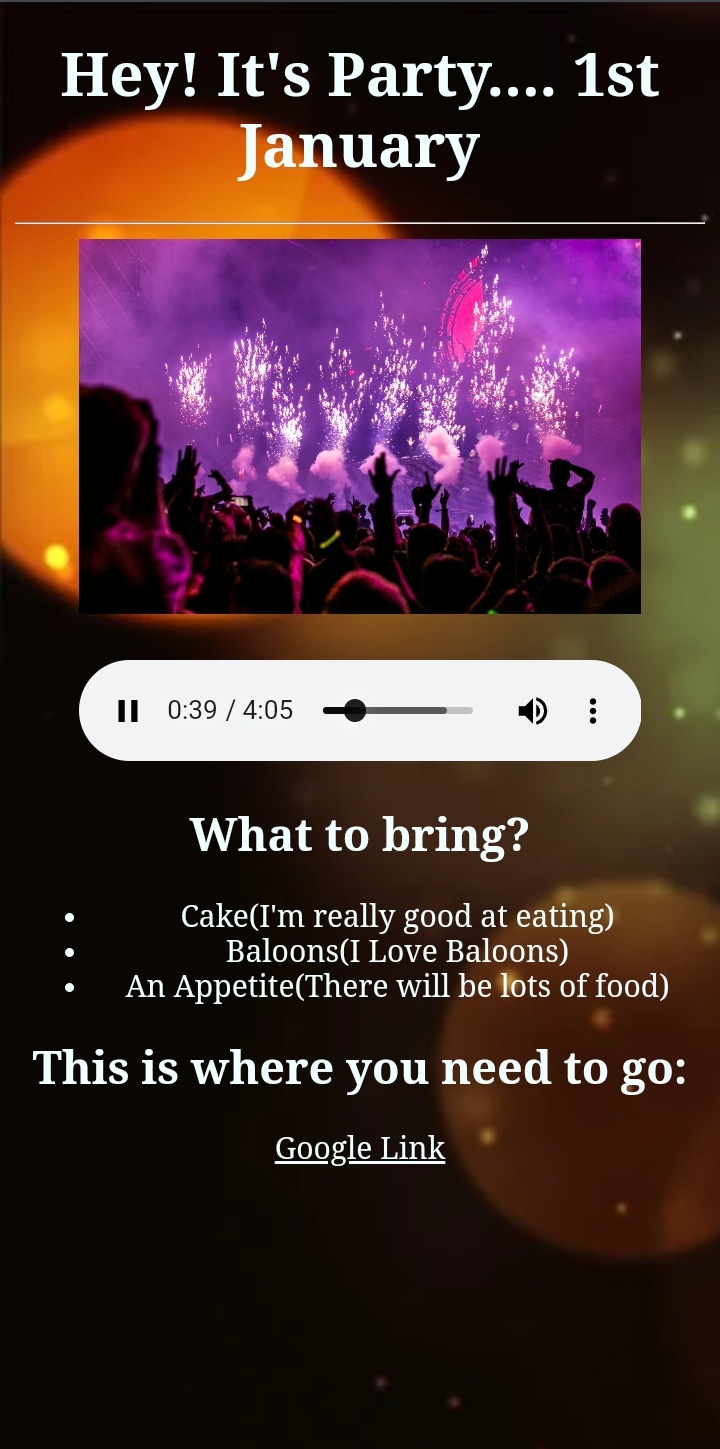 Hey! It's Party.... 1st
January
0:39 / 4:05
What to bring?
• Cake(I'm really good at eating)
• Baloons(I Love Baloons)
• An Appetite(There will be lots of food)
This is where you need to go:
Google Link